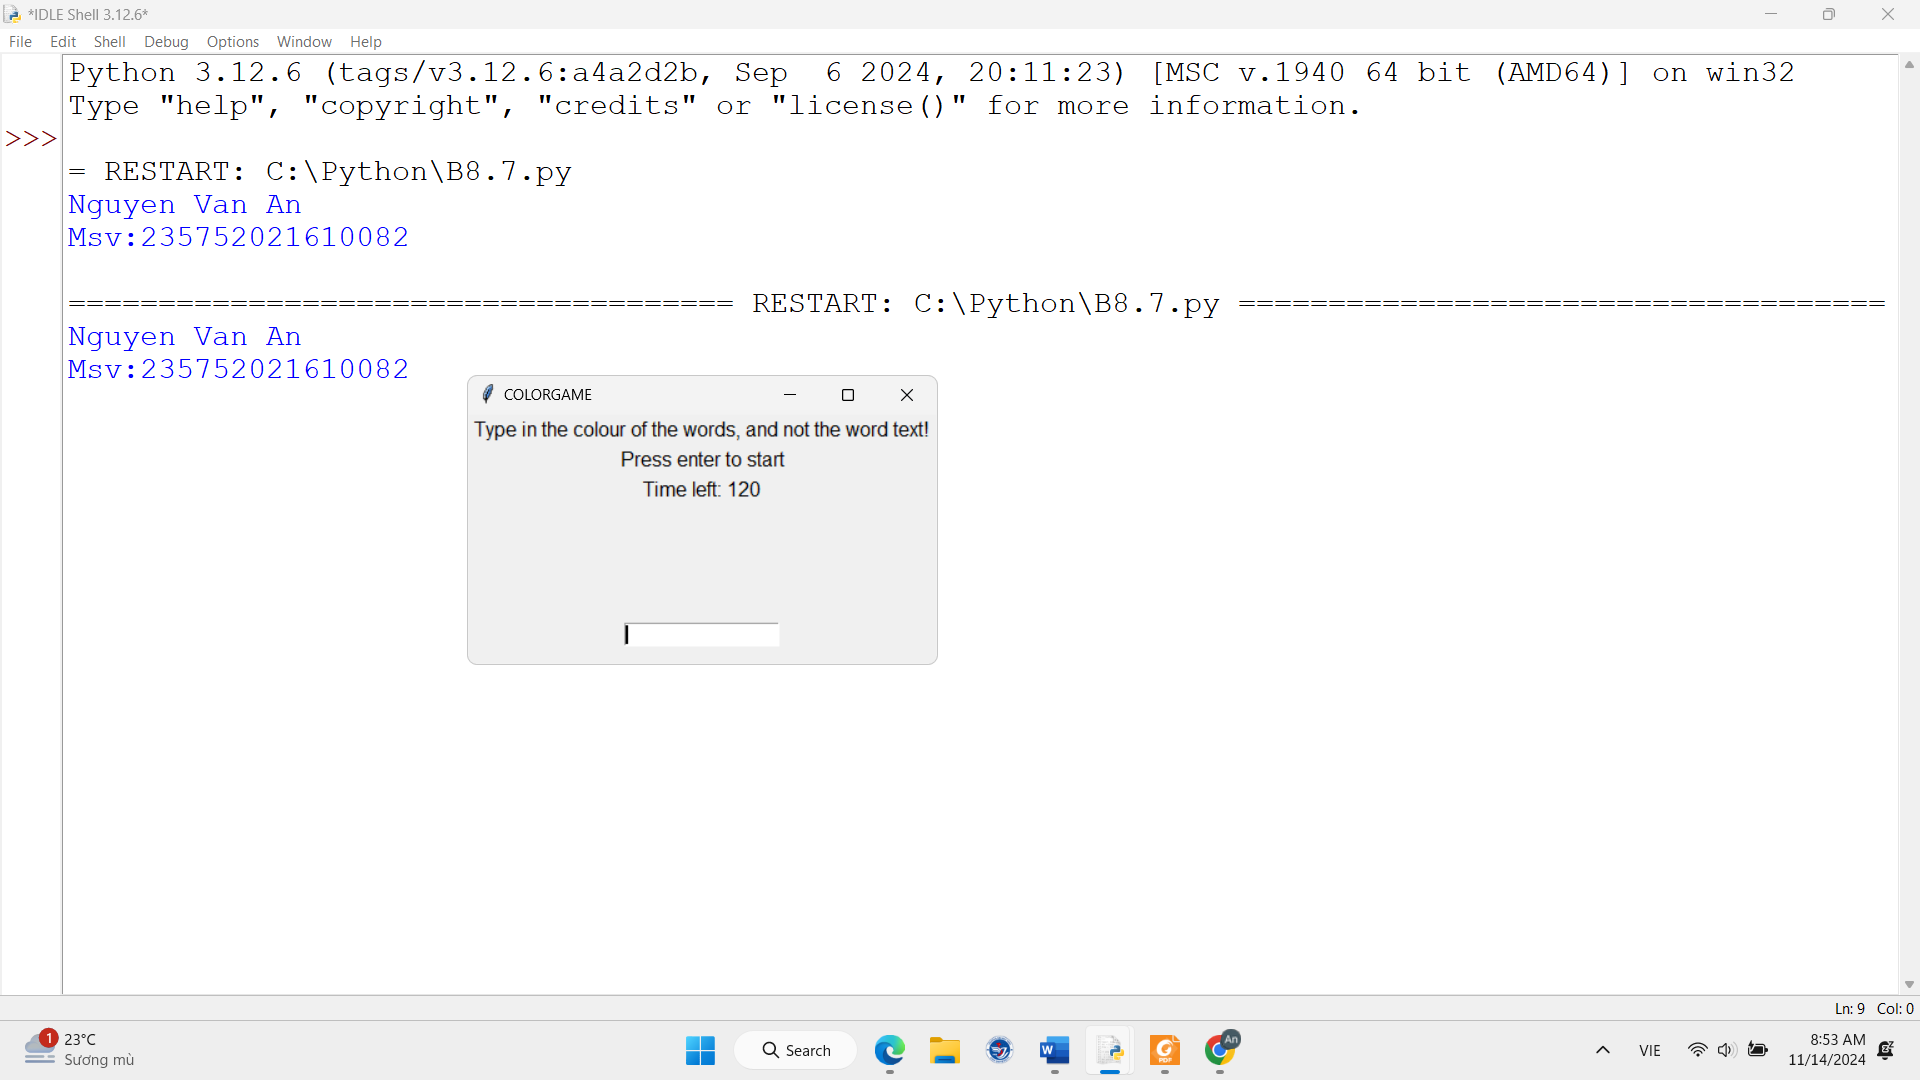 *IDLE Shell 3.12.6*
File Edit Shell Debug Options Window Help
Python 3.12.6 (tags/v3.12.6:a4a2d2b, Sep  6 2024, 20:11:23) [MSC v.1940 64 bit (AMD64)] on win32
Type "help", "copyright", "credits" or "license()" for more information.
>>>
= RESTART: C:\Python\B8.7.py
Nguyen Van An
Msv:235752021610082
===================================== RESTART: C:\Python\B8.7.py ====================================
Nguyen Van An
Msv:235752021610082
COLORGAME
Type in the colour of the words, and not the word text!
Press enter to start
Time left: 120
Ln: 9 Col: 0
1
23°C
Sương mù
Search
W
PDF
An
VIE
8:53 AM
11/14/2024